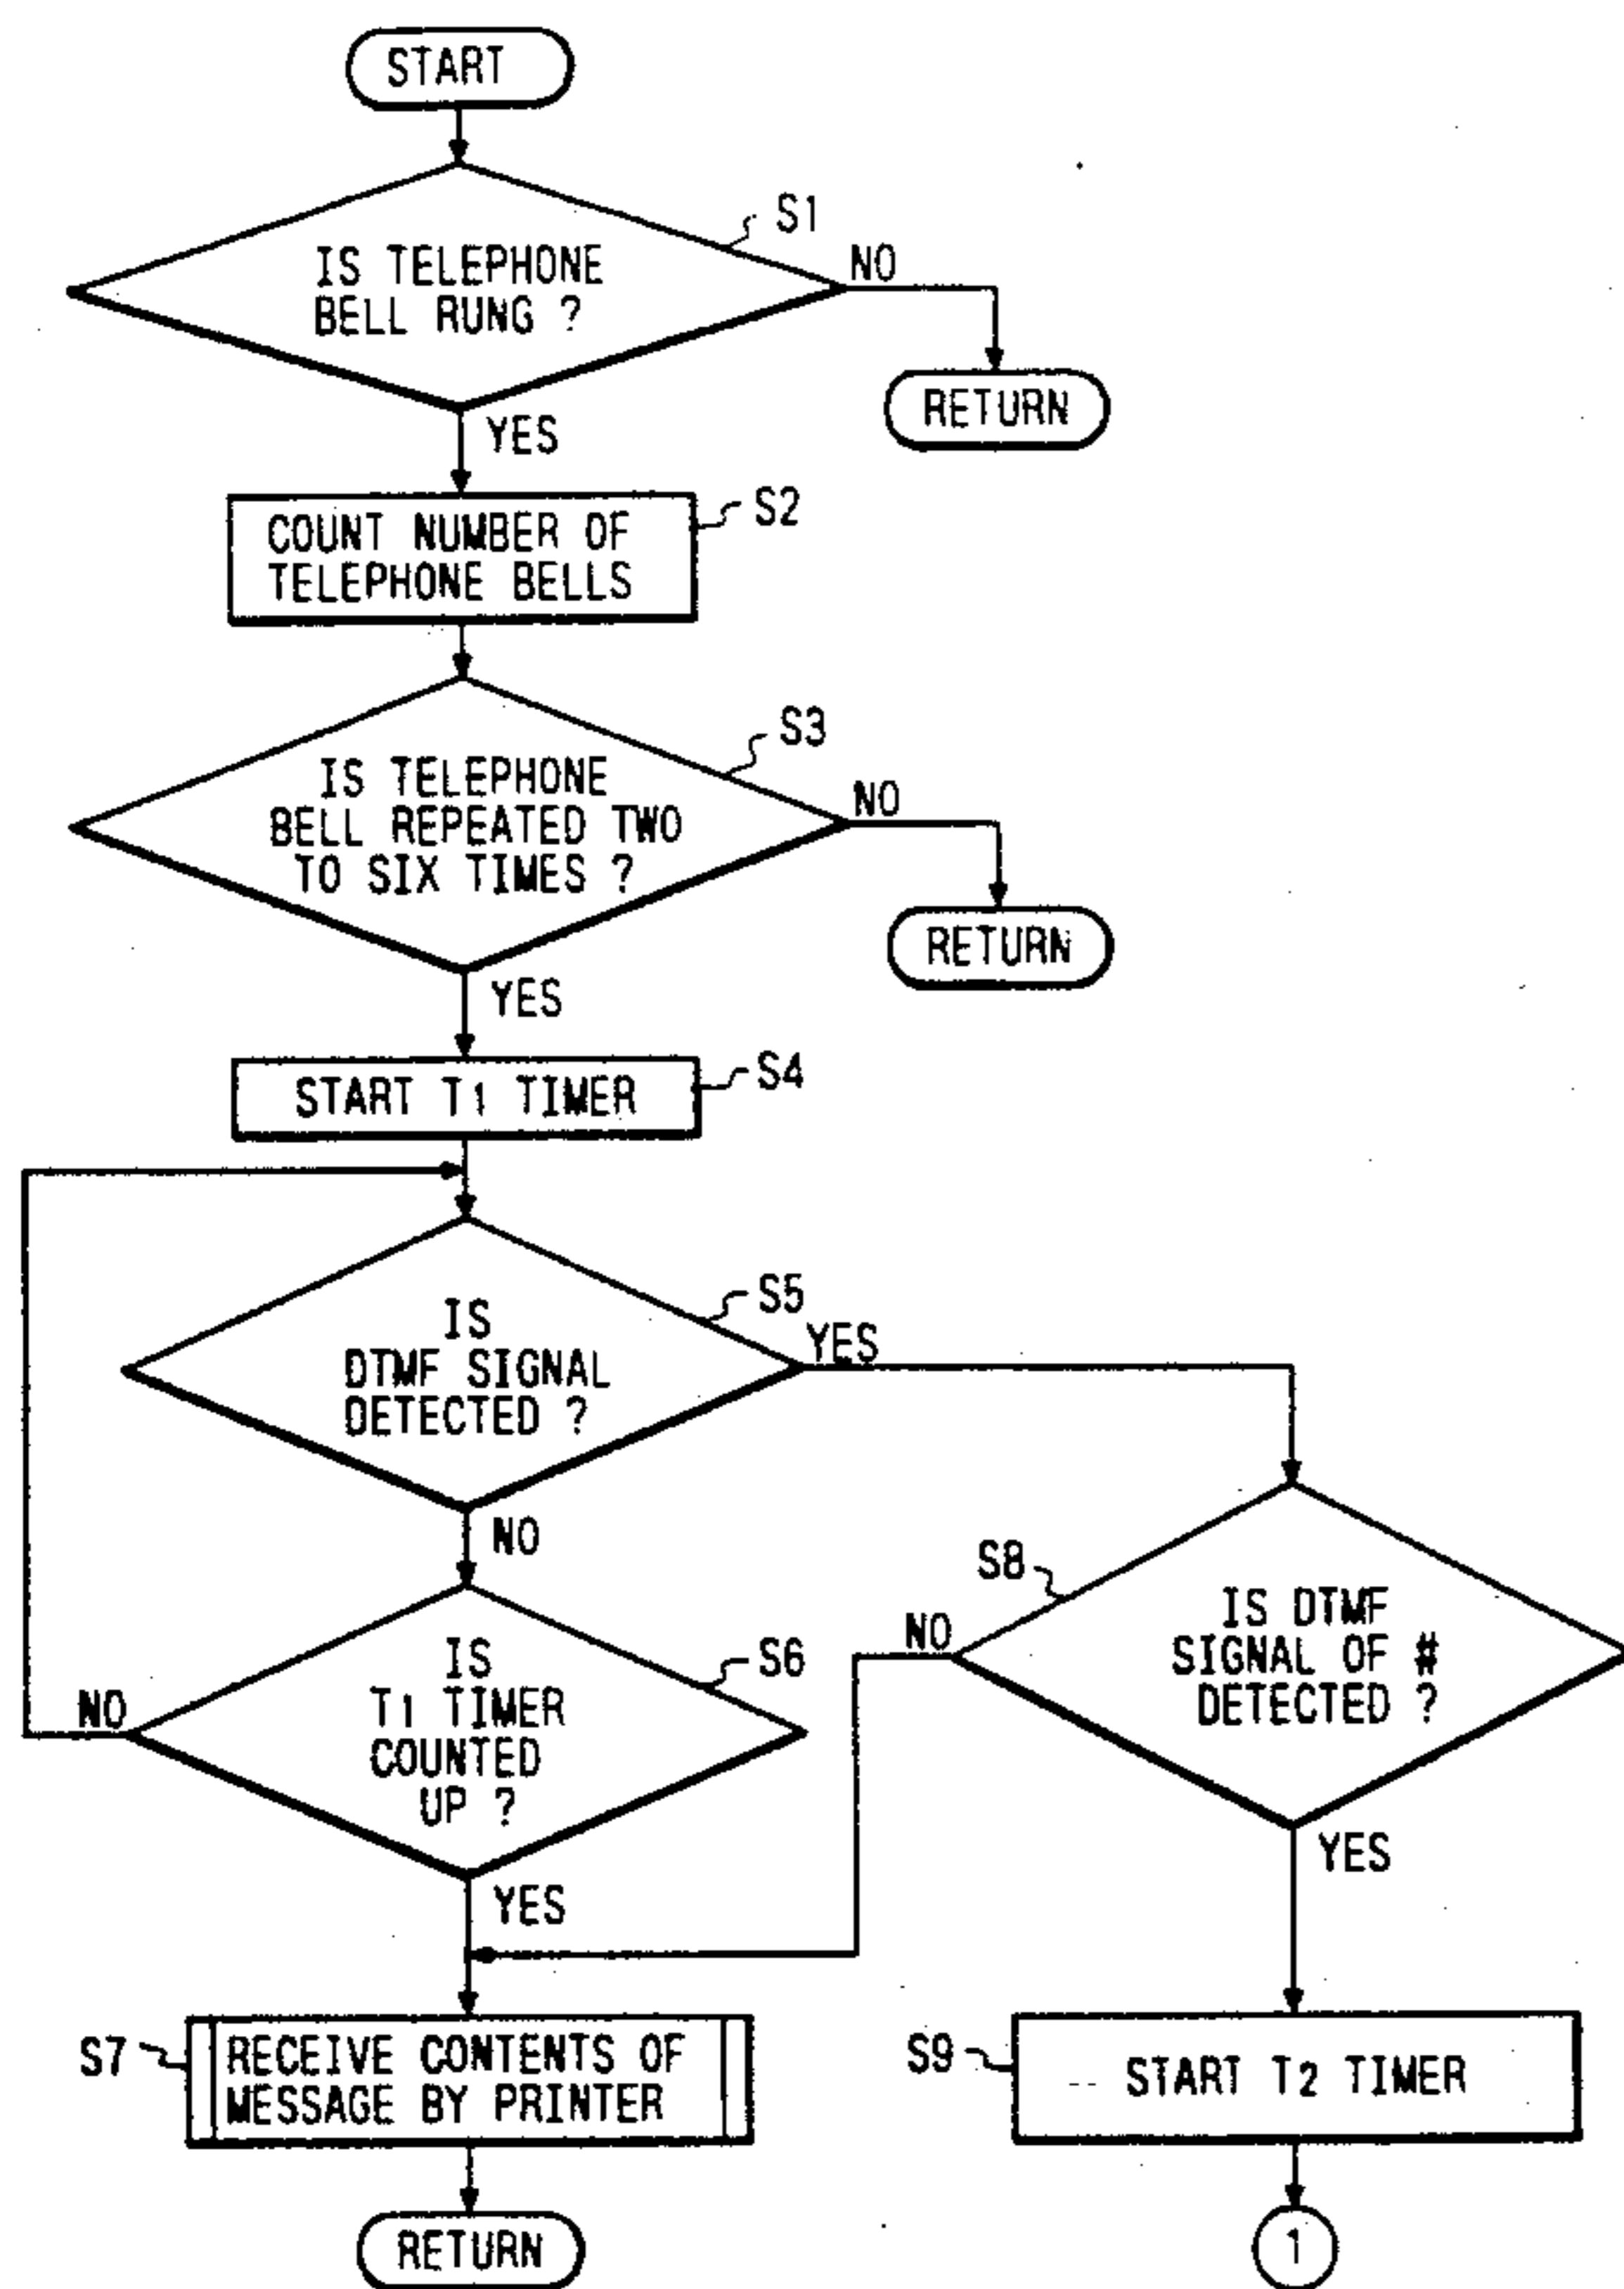 START
S1
IS TELEPHONE
BELL RUNG ?
NO
RETURN
YES
S2
COUNT NUMBER OF
TELEPHONE BELLS
S3
IS TELEPHONE
BELL REPEATED TWO
TO SIX TIMES ?
NO
RETURN
YES
S4
START T1 TIMER
S5
IS
DTMF SIGNAL
DETECTED ?
YES
NO
S8
IS DTMF
SIGNAL OF #
DETECTED ?
NO
YES
S6
IS
T1 TIMER
COUNTED
UP ?
NO
YES
S7
RECEIVE CONTENTS OF
MESSAGE BY PRINTER
S9
START T2 TIMER
RETURN
1